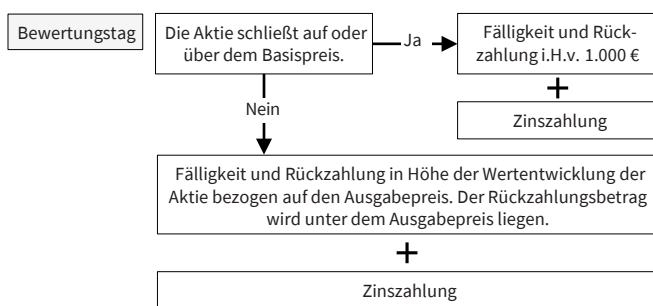 Bewertungstag
Die Aktie schließt auf oder
über dem Basispreis.
Ja
Fälligkeit und Rück-
zahlung i.H.v. 1.000 €
+
Zinszahlung
Nein
Fälligkeit und Rückzahlung in Höhe der Wertentwicklung der
Aktie bezogen auf den Ausgabepreis. Der Rückzahlungsbetrag
wird unter dem Ausgabepreis liegen.
+
Zinszahlung